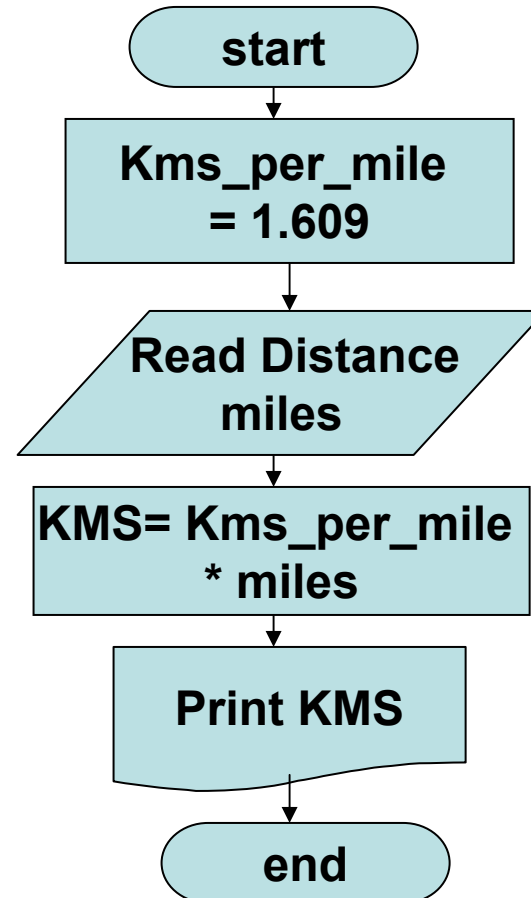 start
Kms_per_mile
= 1.609
Read Distance
miles
KMS= Kms_per_mile
* miles
Print KMS
end